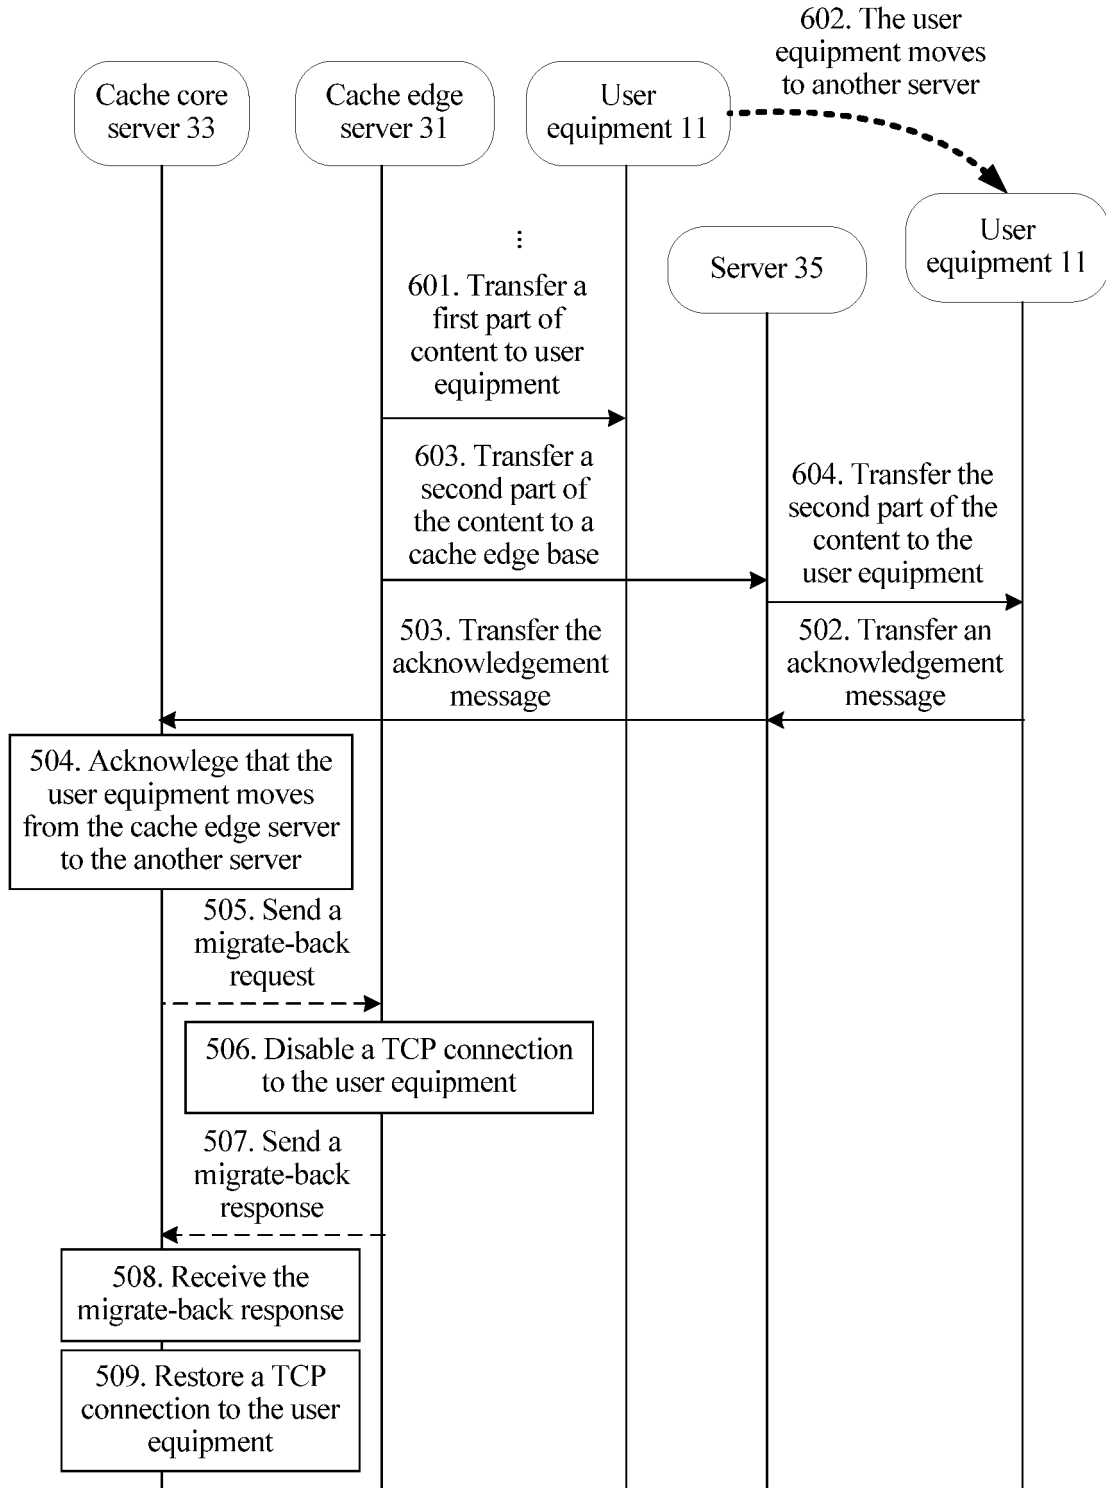 602. The user
equipment moves
to another server
Cache core
server 33
Cache edge
server 31
User
equipment 11
User
equipment 11
Server 35
...
601. Transfer a
first part of
content to user
equipment
603. Transfer a
second part of
the content to a
cache edge base
604. Transfer the
second part of the
content to the
user equipment
503. Transfer the
acknowledgement
message
502. Transfer an
acknowledgement
message
504. Acknowlege that the
user equipment moves
from the cache edge server
to the another server
505. Send a
migrate-back
request
506. Disable a TCP connection
to the user equipment
507. Send a
migrate-back
response
508. Receive the
migrate-back response
509. Restore a TCP
connection to the user
equipment